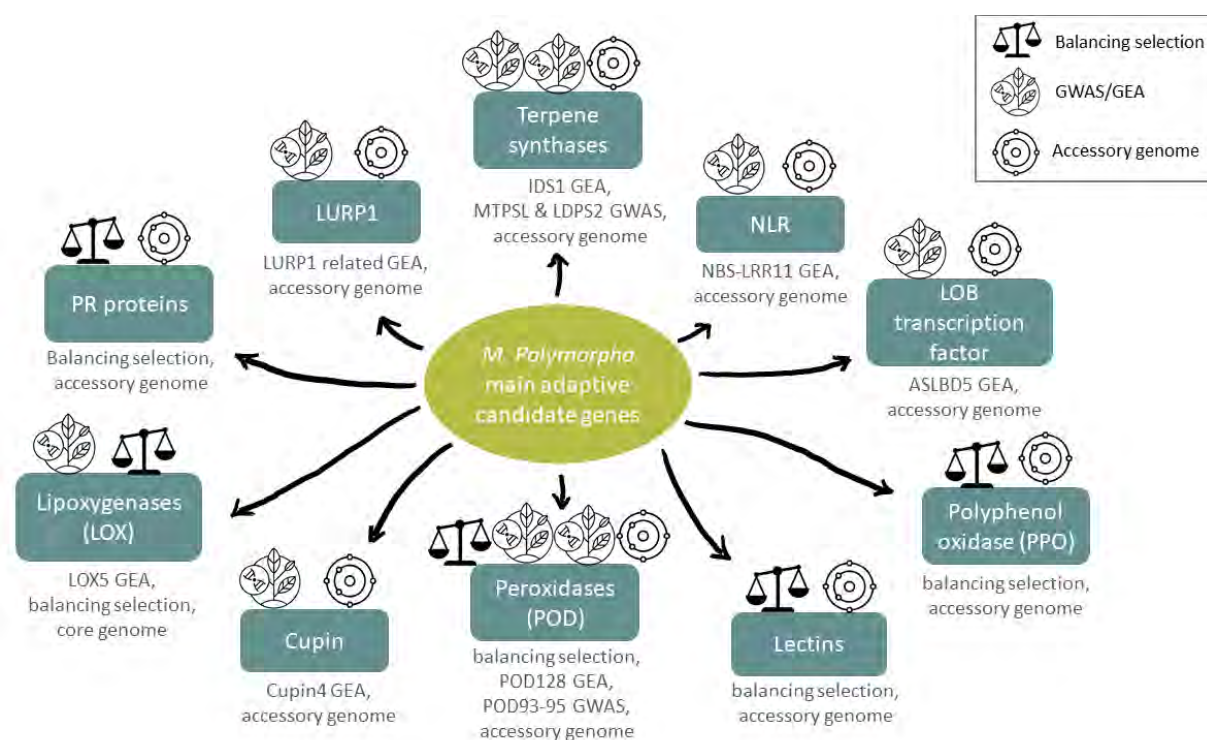 Balancing selection
GWAS/GEA
Accessory genome
Terpene
synthases
IDS1 GEA,
MTPSL & LDPS2 GWAS,
accessory genome
LURP1
LURP1 related GEA,
accessory genome
NLR
NBS-LRR11 GEA,
accessory genome
PR proteins
Balancing selection,
accessory genome
LOB
transcription
factor
ASLBD5 GEA,
accessory genome
M. Polymorpha
main adaptive
candidate genes
Lipoxygenases
(LOX)
LOX5 GEA,
balancing selection,
core genome
Polyphenol
oxidase (PPO)
balancing selection,
accessory genome
Cupin
Cupin4 GEA,
accessory genome
Peroxidases
(POD)
balancing selection,
POD128 GEA,
POD93-95 GWAS,
accessory genome
Lectins
balancing selection,
accessory genome